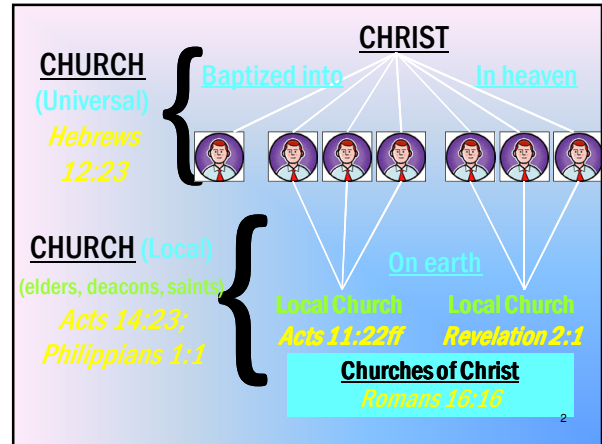 CHRIST
CHURCH
(Universal)
Hebrews
12:23
Baptized into
In heaven
CHURCH (Local)
(elders, deacons, saints)
Acts 14:23;
Philippians 1:1
On earth
Local Church
Acts 11:22ff
Local Church
Revelation 2:1
Churches of Christ
Romans 16:16
2